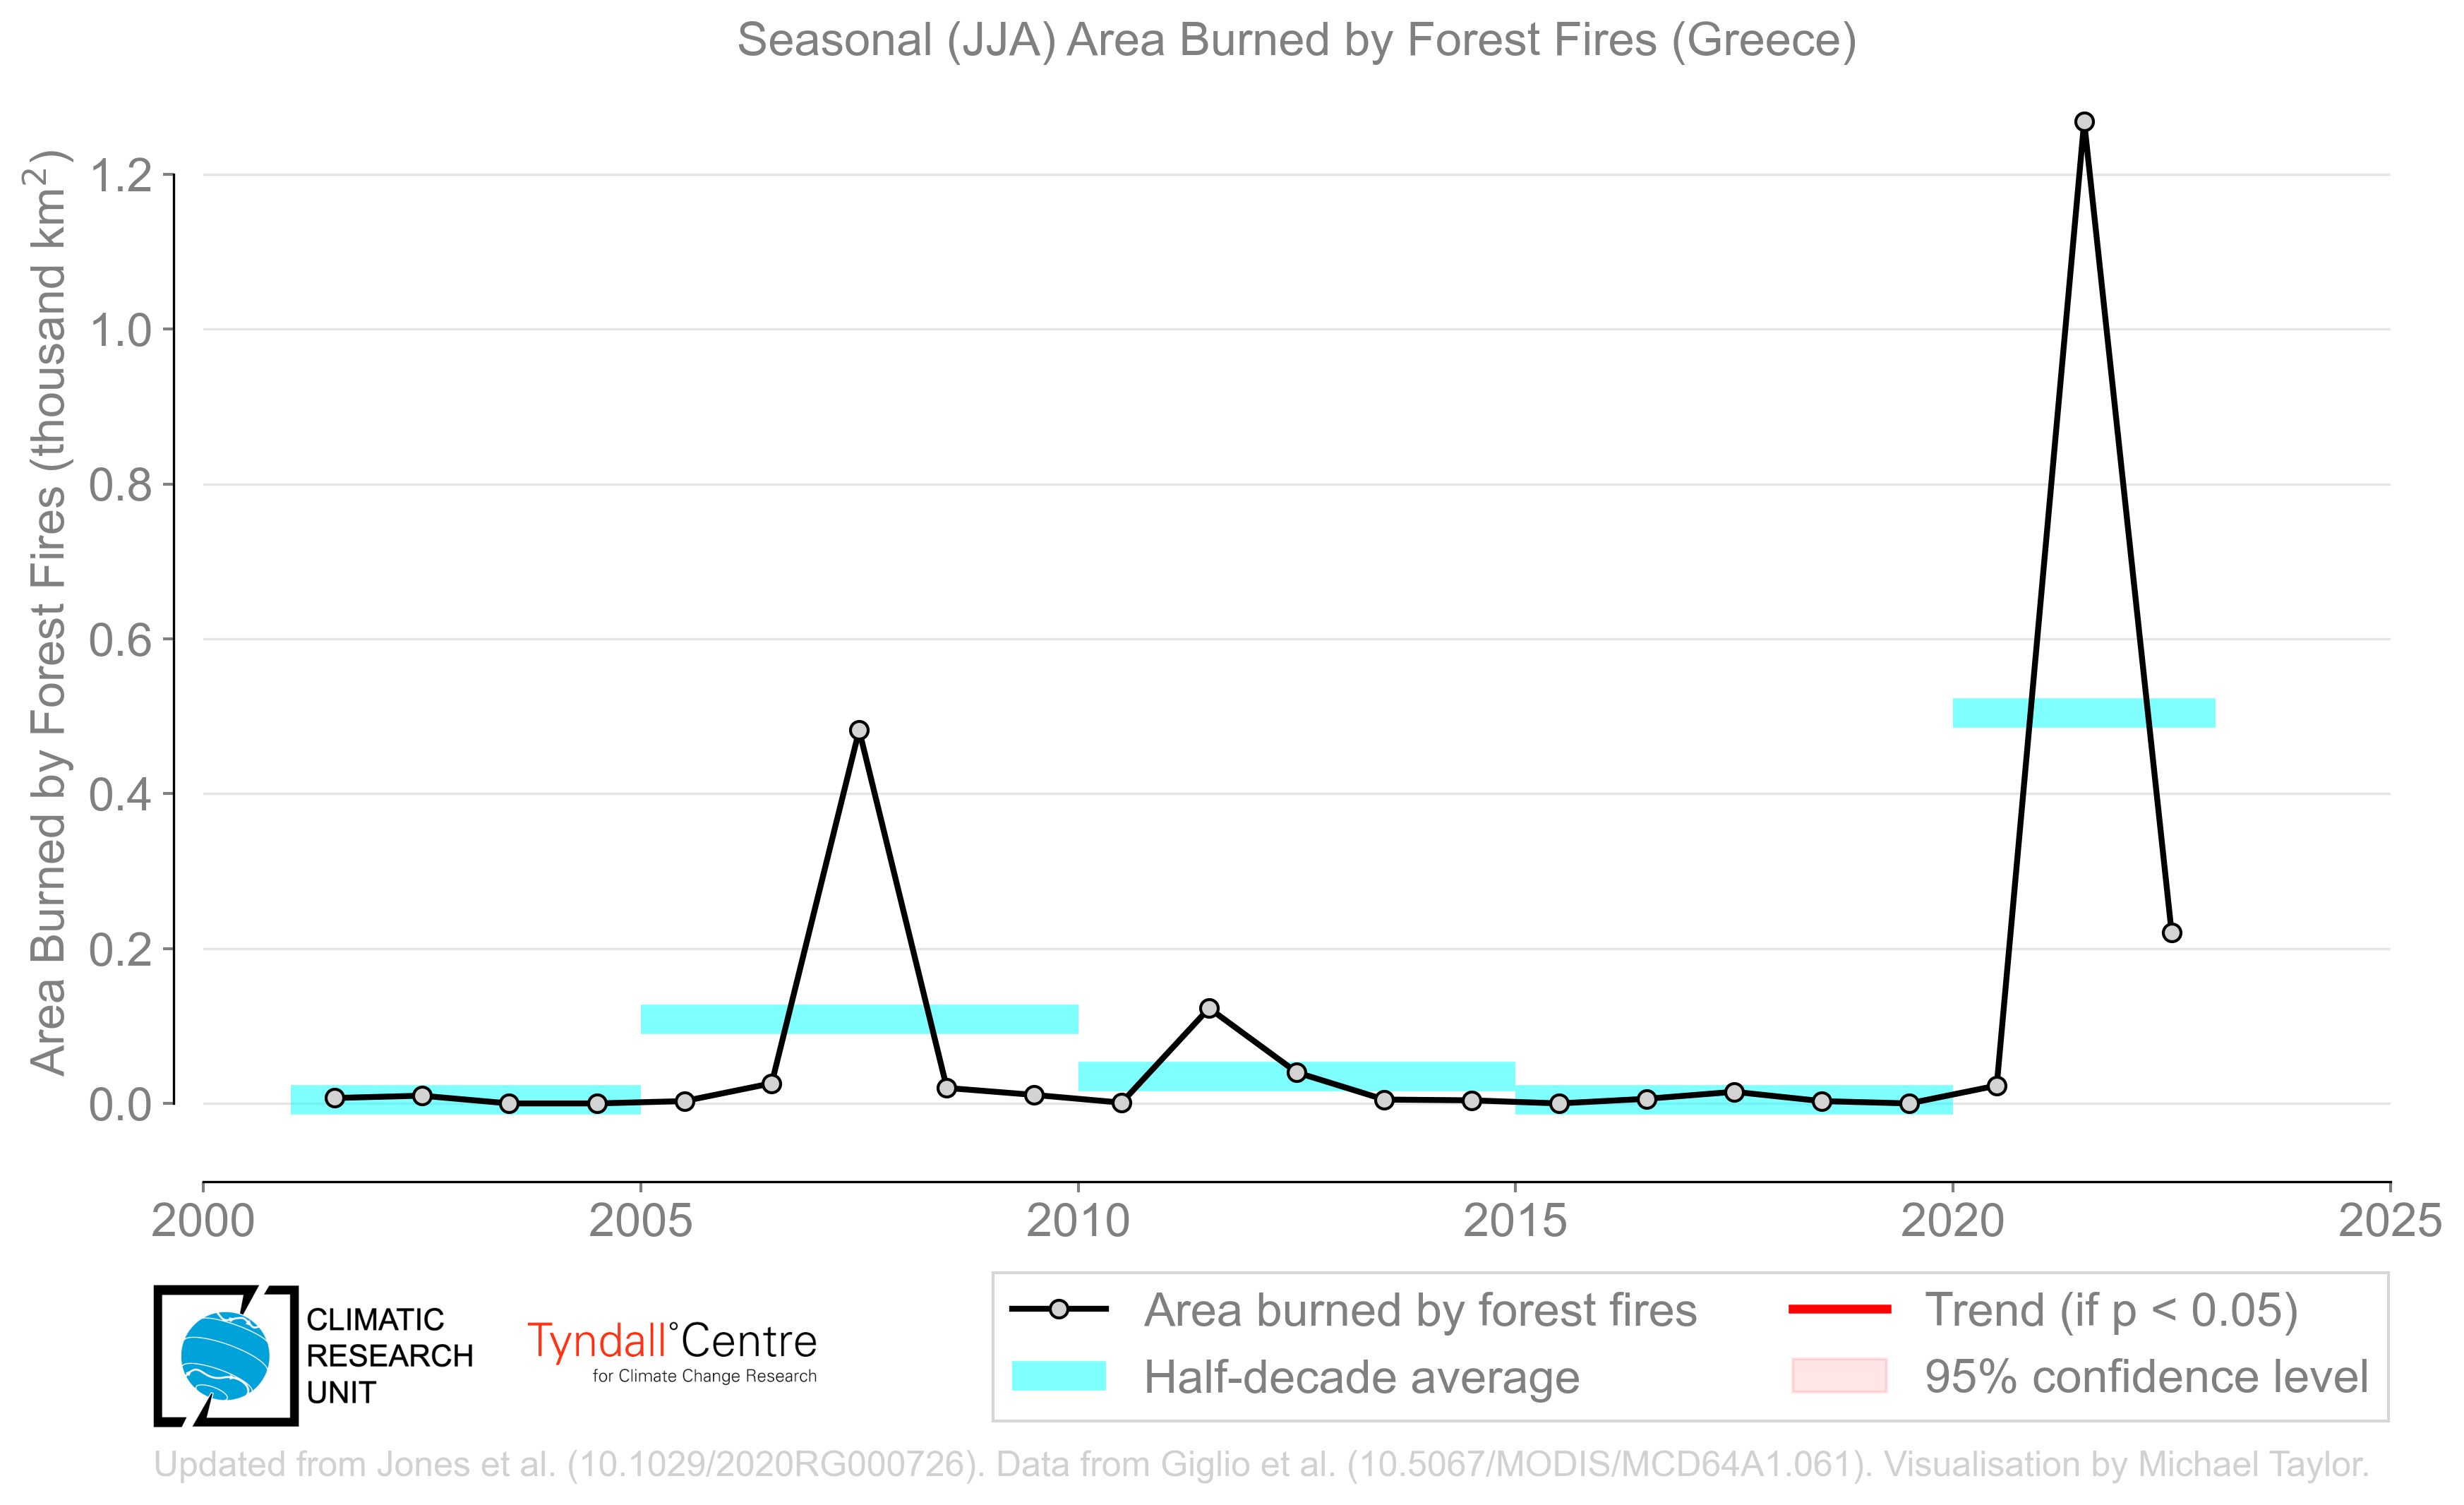 Seasonal (JJA) Area Burned by Forest Fires (Greece)
Area Burned by Forest Fires (thousand km²)
1.2
1.0
0.8
0.6
0.4
0.2
0.0
2000 2005 2010 2015 2020 2025
CLIMATIC
RESEARCH
UNIT
Tyndall°Centre
for Climate Change Research
Area burned by forest fires
Half-decade average
Trend (if p < 0.05)
95% confidence level
Updated from Jones et al. (10.1029/2020RG000726). Data from Giglio et al. (10.5067/MODIS/MCD64A1.061). Visualisation by Michael Taylor.